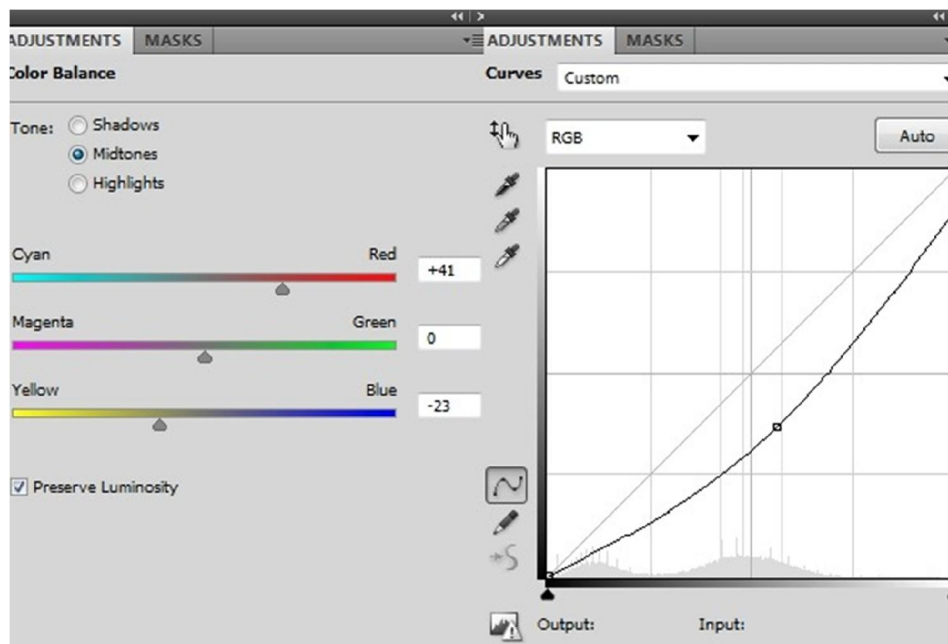 ADJUSTMENTS MASKS
Color Balance
Tone: Shadows
Midtones
Highlights
Cyan Red +41
Magenta Green 0
Yellow Blue -23
Preserve Luminosity
ADJUSTMENTS MASKS
Curves Custom
RGB Auto
Output: Input: